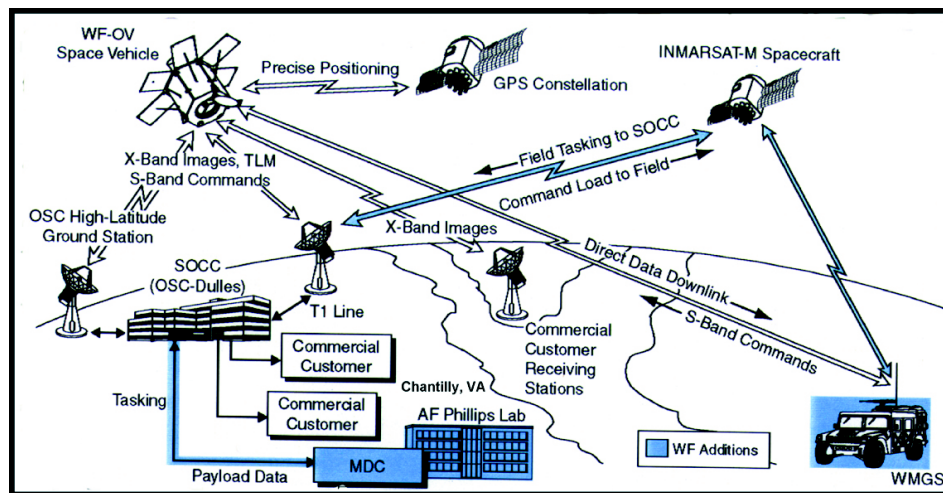 WF-OV
Space Vehicle
Precise Positioning
GPS Constellation
INMARSAT-M Spacecraft
Field Tasking to SOCC
Command Load to Field
X-Band Images, TLM
S-Band Commands
OSC High-Latitude
Ground Station
X-Band Images
SOCC
(OSC-Dulles)
T1 Line
Direct Data Downlink
S-Band Commands
Commercial
Customer
Receiving
Stations
Commercial
Customer
Commercial
Customer
Tasking
Chantilly, VA
AF Phillips Lab
MDC
Payload Data
WF Additions
WMGS